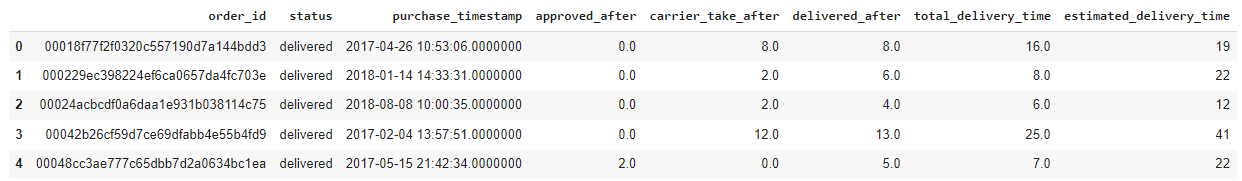 order_id status purchase_timestamp approved_after carrier_take_after delivered_after total_delivery_time estimated_delivery_time
0 00018f77f2f0320c557190d7a144bdd3 delivered 2017-04-26 10:53:06.0000000 0.0 8.0 8.0 16.0 19
1 000229ec398224ef6ca0657da4fc703e delivered 2018-01-14 14:33:31.0000000 0.0 2.0 6.0 8.0 22
2 00024acbcdf0a6daa1e931b038114c75 delivered 2018-08-08 10:00:35.0000000 0.0 2.0 4.0 6.0 12
3 00042b26cf59d7ce69dfabb4e55b4fd9 delivered 2017-02-04 13:57:51.0000000 0.0 12.0 13.0 25.0 41
4 00048cc3ae777c65dbb7d2a0634bc1ea delivered 2017-05-15 21:42:34.0000000 2.0 0.0 5.0 7.0 22